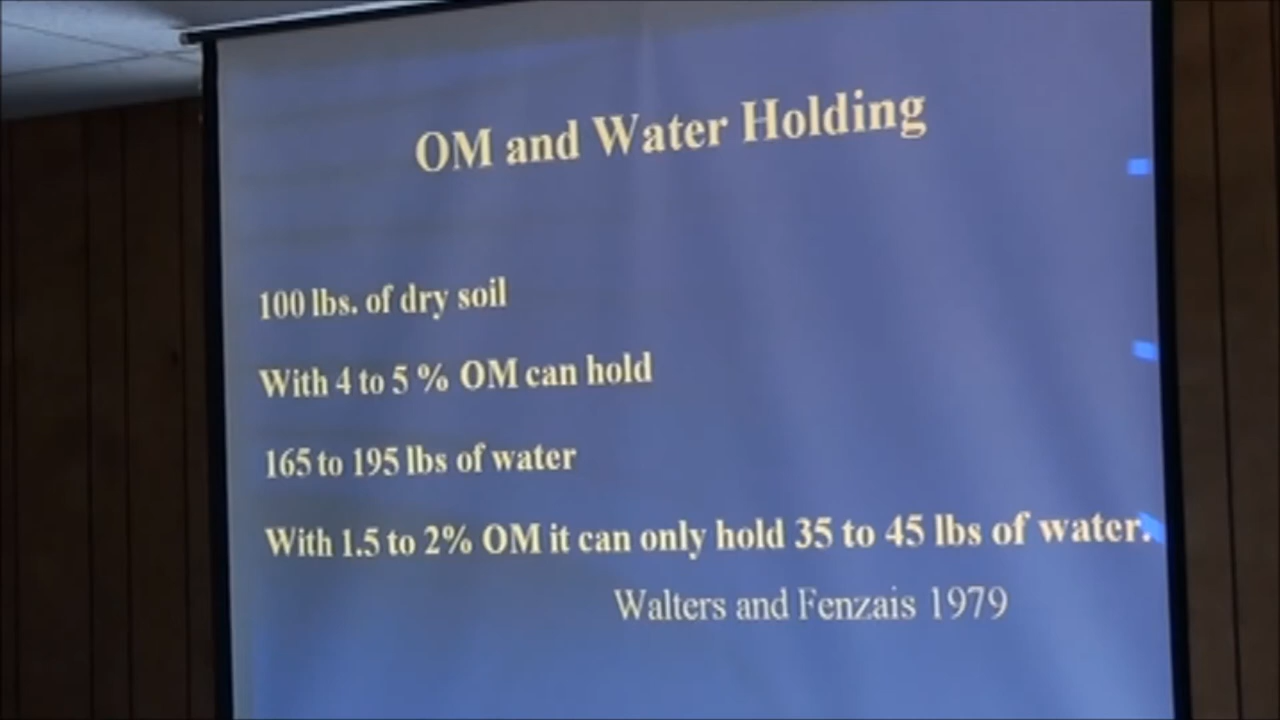 OM and Water Holding
100 lbs. of dry soil
With 4 to 5 % OM can hold
165 to 195 lbs of water
With 1.5 to 2% OM it can only hold 35 to 45 lbs of water.
Walters and Fenzais 1979